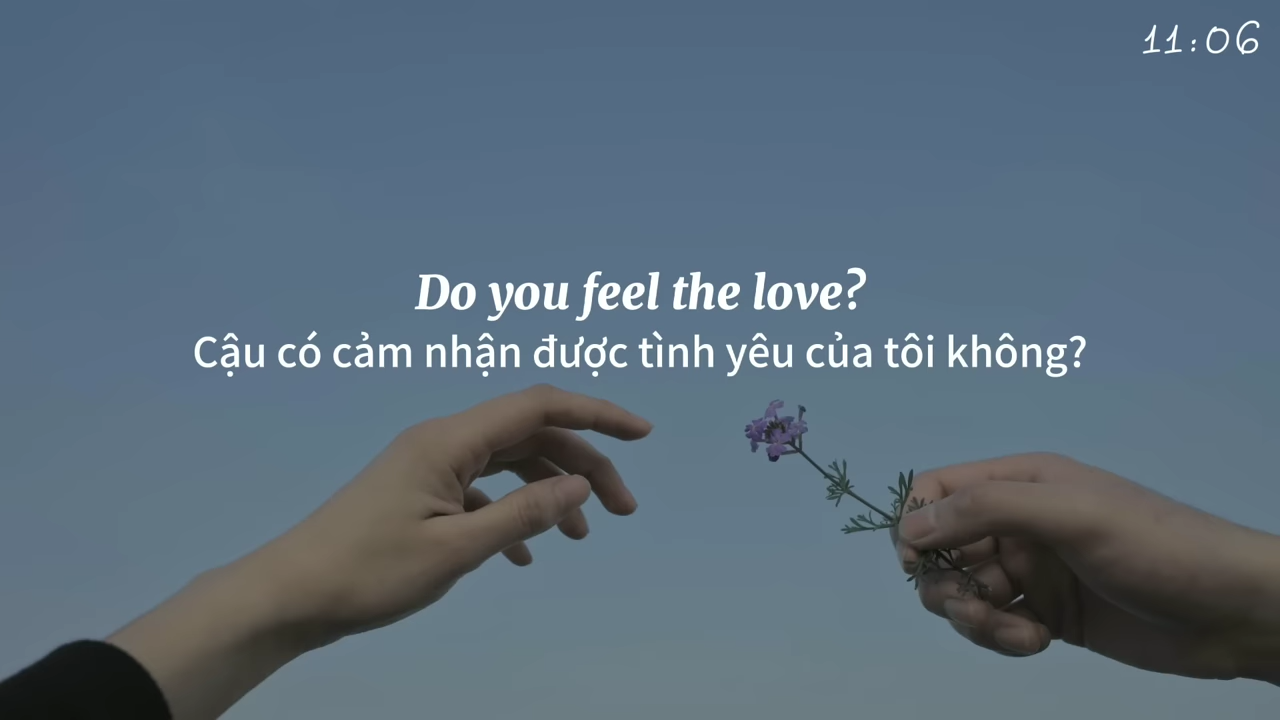 11:06
Do you feel the love?
Cậu có cảm nhận được tình yêu của tôi không?